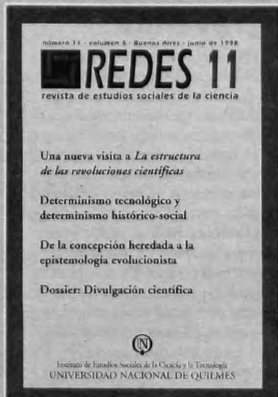 número 11 - volumen 5 - Buenos Aires - junio de 1998
REDES 11
revista de estudios sociales de la ciencia
Una nueva visita a La estructura
de las revoluciones científicas
Determinismo tecnológico y
determinismo histórico-social
De la concepción heredada a la
epistemología evolucionista
Dossier: Divulgación científica
Instituto de Estudios Sociales de la Ciencia y la Tecnología
UNIVERSIDAD NACIONAL DE QUILMES